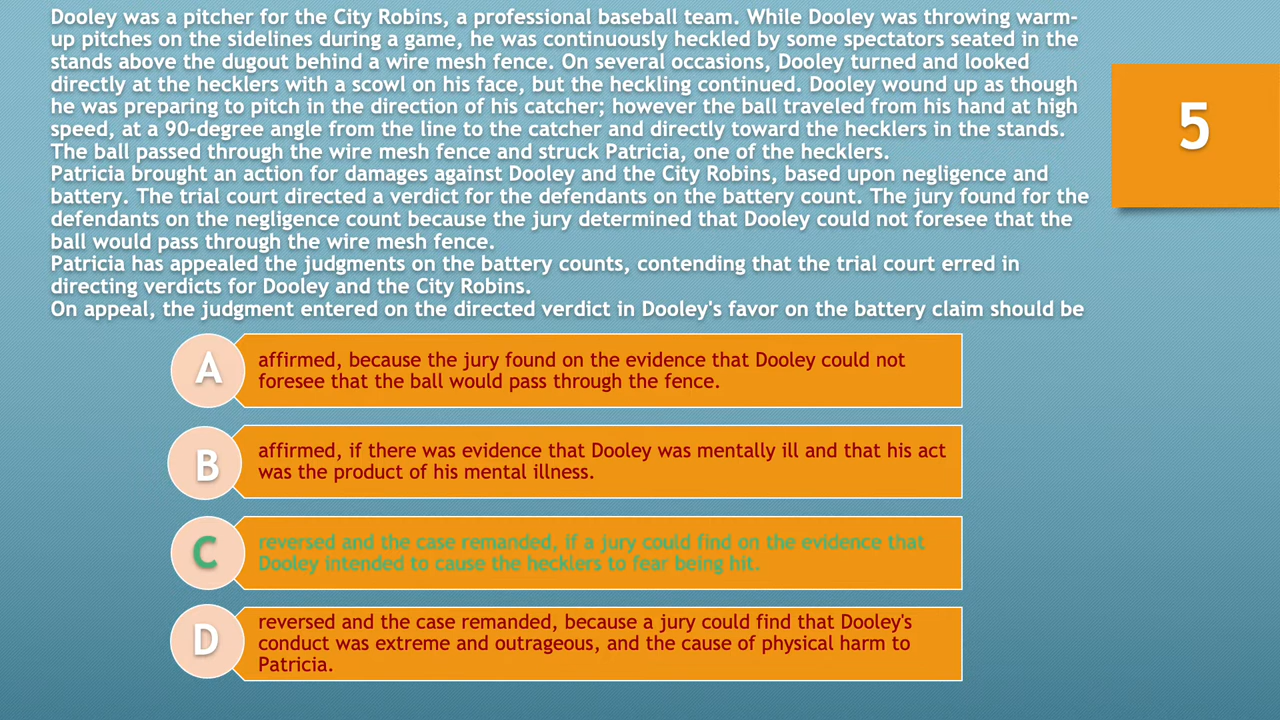 Dooley was a pitcher for the City Robins, a professional baseball team. While Dooley was throwing warm-
up pitches on the sidelines during a game, he was continuously heckled by some spectators seated in the
stands above the dugout behind a wire mesh fence. On several occasions, Dooley turned and looked
directly at the hecklers with a scowl on his face, but the heckling continued. Dooley wound up as though
he was preparing to pitch in the direction of his catcher; however the ball traveled from his hand at high
speed, at a 90-degree angle from the line to the catcher and directly toward the hecklers in the stands.
The ball passed through the wire mesh fence and struck Patricia, one of the hecklers.
Patricia brought an action for damages against Dooley and the City Robins, based upon negligence and
battery. The trial court directed a verdict for the defendants on the battery count. The jury found for the
defendants on the negligence count because the jury determined that Dooley could not foresee that the
ball would pass through the wire mesh fence.
Patricia has appealed the judgments on the battery counts, contending that the trial court erred in
directing verdicts for Dooley and the City Robins.
On appeal, the judgment entered on the directed verdict in Dooley's favor on the battery claim should be
5
A
affirmed, because the jury found on the evidence that Dooley could not
foresee that the ball would pass through the fence.
B
affirmed, if there was evidence that Dooley was mentally ill and that his act
was the product of his mental illness.
C
reversed and the case remanded, if a jury could find on the evidence that
Dooley intended to cause the hecklers to fear being hit.
D
reversed and the case remanded, because a jury could find that Dooley's
conduct was extreme and outrageous, and the cause of physical harm to
Patricia.